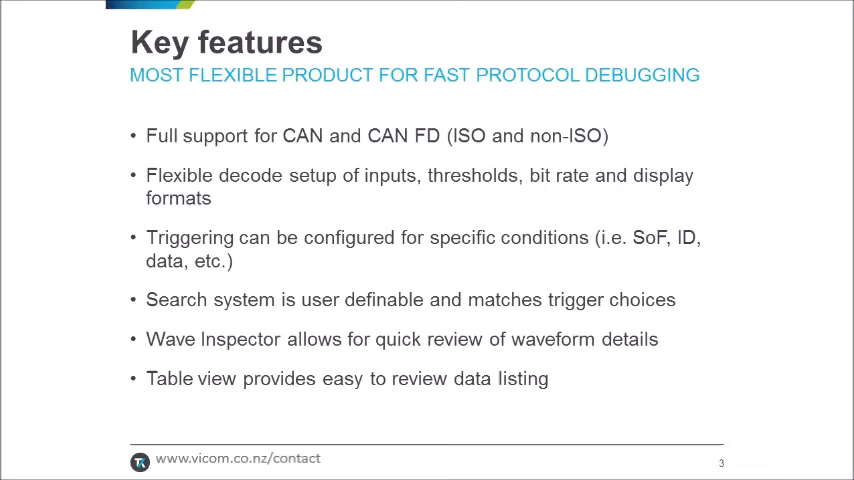 Key features
MOST FLEXIBLE PRODUCT FOR FAST PROTOCOL DEBUGGING
• Full support for CAN and CAN FD (ISO and non-ISO)
• Flexible decode setup of inputs, thresholds, bit rate and display
formats
• Triggering can be configured for specific conditions (i.e. SoF, ID,
data, etc.)
• Search system is user definable and matches trigger choices
• Wave Inspector allows for quick review of waveform details
• Table view provides easy to review data listing
www.vicom.co.nz/contact
3